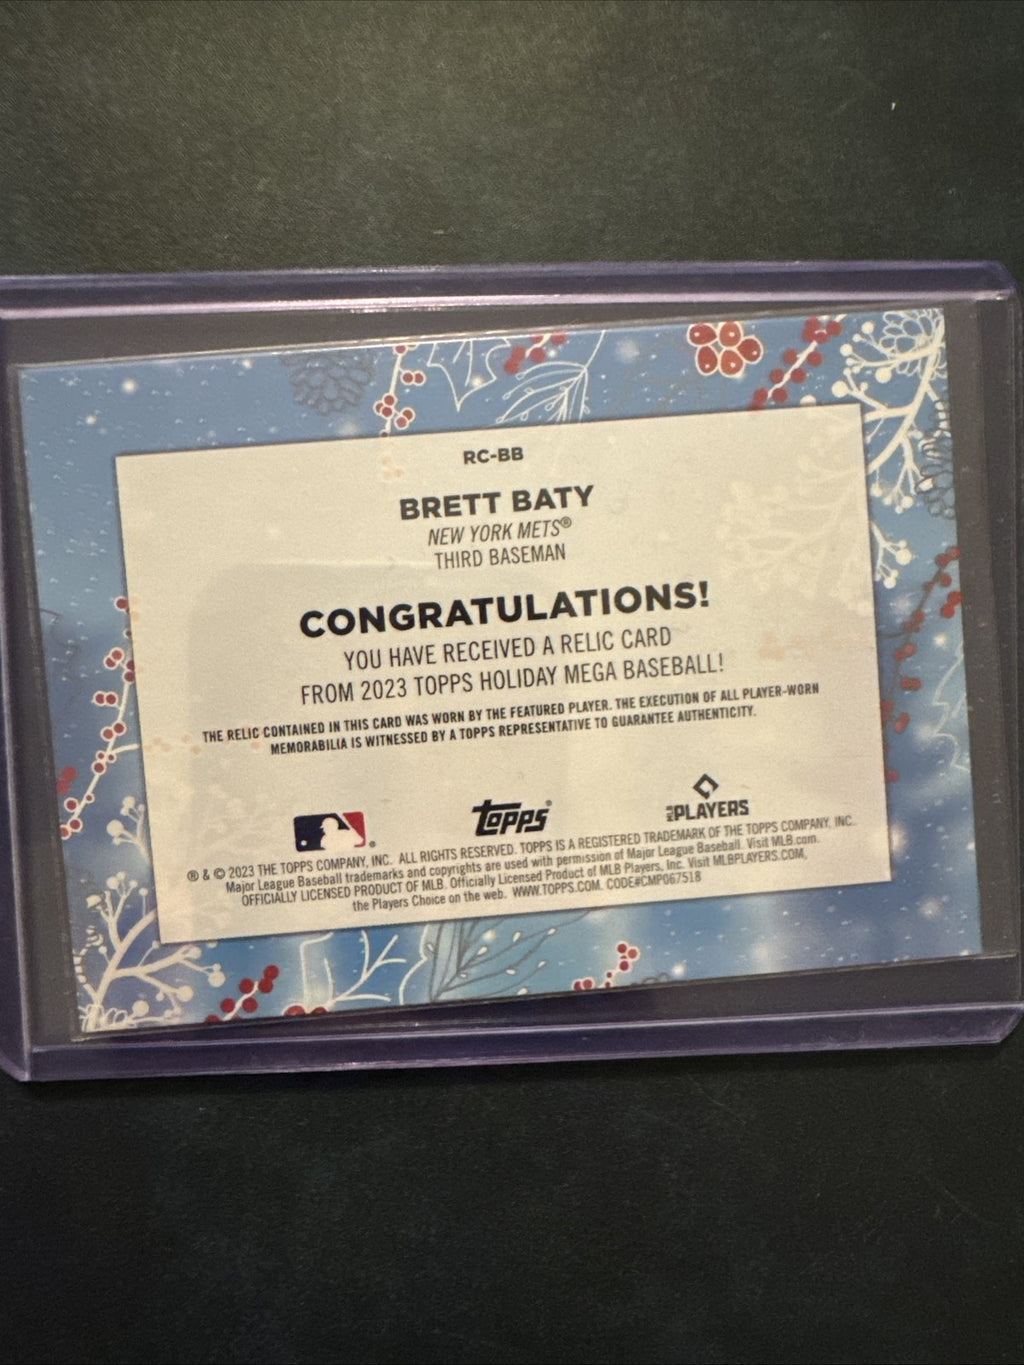 RC-BB
BRETT BATY
NEW YORK METS®
THIRD BASEMAN
CONGRATULATIONS!
YOU HAVE RECEIVED A RELIC CARD
FROM 2023 TOPPS HOLIDAY MEGA BASEBALL!
THE RELIC CONTAINED IN THIS CARD WAS WORN BY THE FEATURED PLAYER. THE EXECUTION OF ALL PLAYER-WORN
MEMORABILIA IS WITNESSED BY A TOPPS REPRESENTATIVE TO GUARANTEE AUTHENTICITY.
® topps® MLB PLAYERS
® & © 2023 THE TOPPS COMPANY, INC. ALL RIGHTS RESERVED. TOPPS IS A REGISTERED TRADEMARK OF THE TOPPS COMPANY, INC.
Major League Baseball trademarks and copyrights are used with permission of Major League Baseball. Visit MLB.com.
OFFICIALLY LICENSED PRODUCT OF MLB. Officially Licensed Product of MLB Players, Inc. Visit MLBPLAYERS.COM,
the Players Choice on the web. WWW.TOPPS.COM. CODE#CMP067518